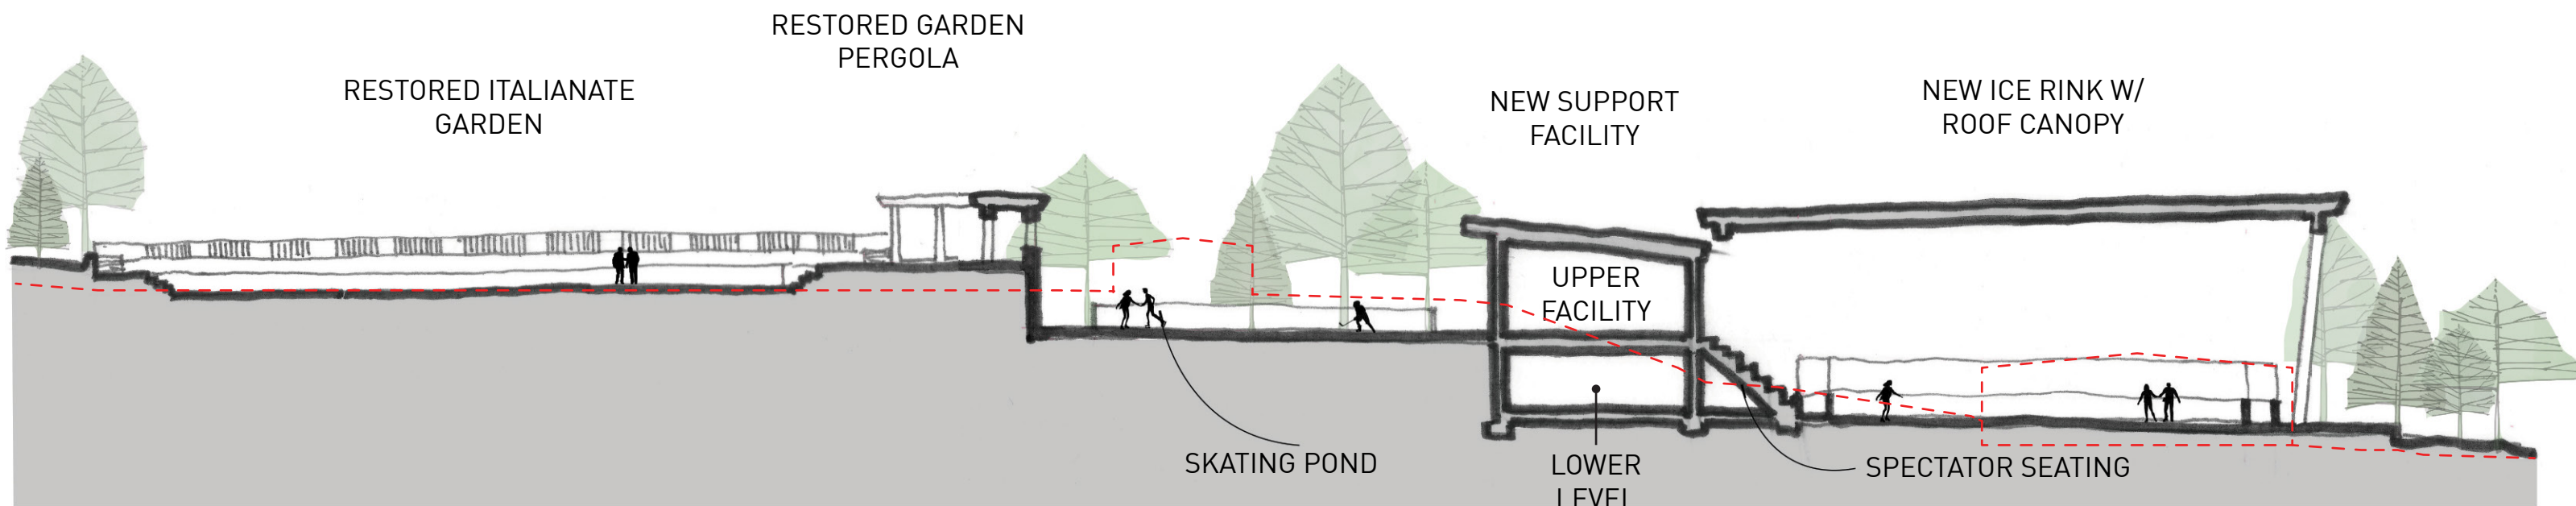 RESTORED GARDEN
PERGOLA
RESTORED ITALIANATE
GARDEN
NEW SUPPORT
FACILITY
NEW ICE RINK W/
ROOF CANOPY
UPPER
FACILITY
SKATING POND
LOWER
LEVEL
SPECTATOR SEATING